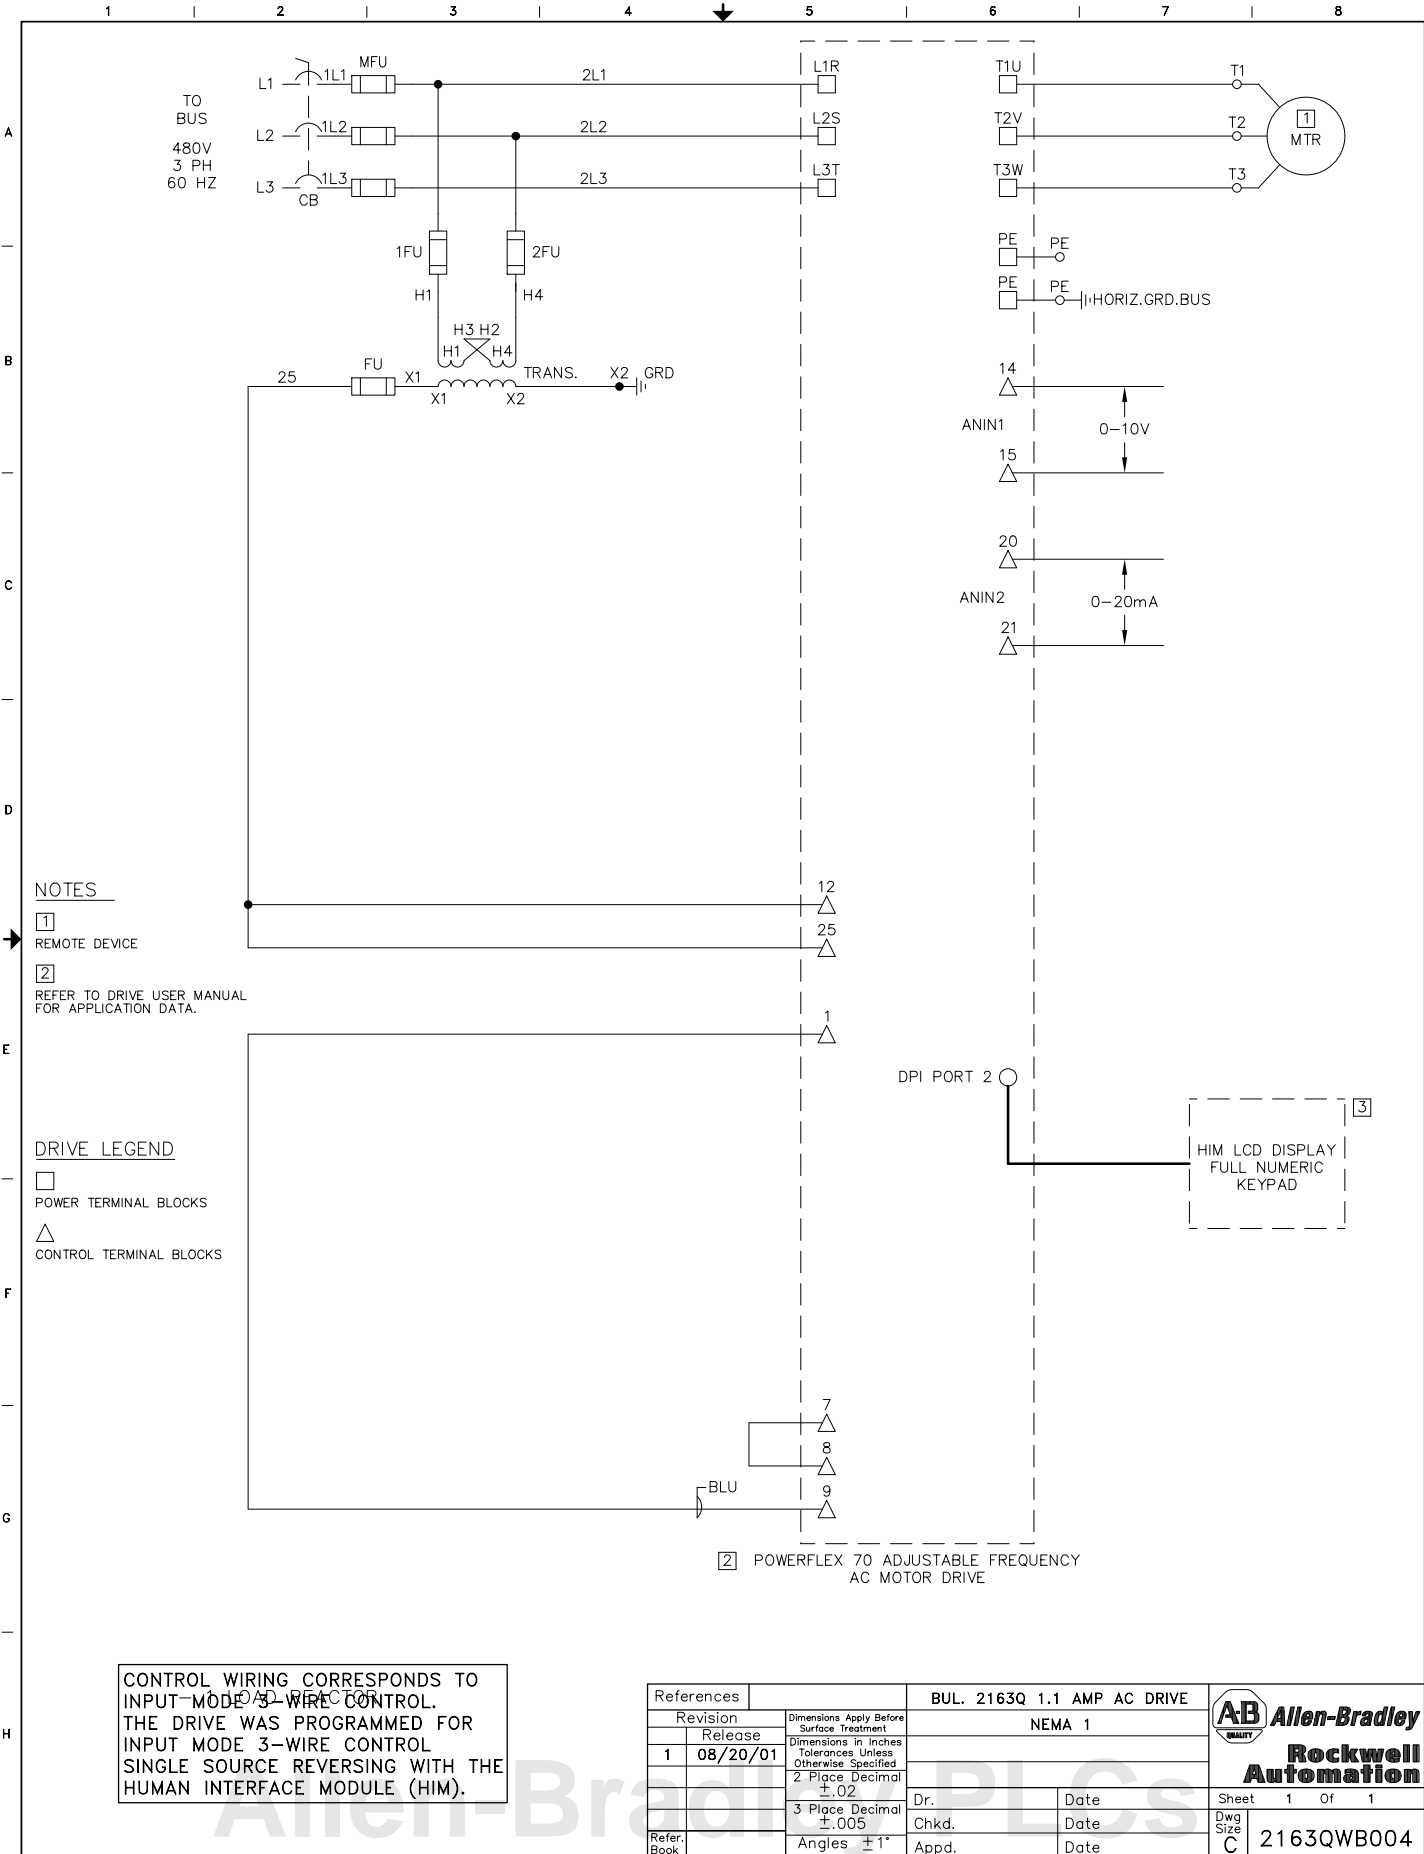 1 2 3 4 5 6 7 8
A
B
C
D
E
F
G
H
TO
BUS
480V
3 PH
60 HZ
L1 1L1 MFU 2L1 L1R T1U T1
L2 1L2 2L2 L2S T2V T2
L3 1L3 2L3 L3T T3W T3
CB
1
MTR
1FU 2FU
H1 H4
H3 H2
H1 H4
25 FU X1 TRANS. X2 GRD
X1 X2
PE PE
PE PE HORIZ.GRD.BUS
14
ANIN1 0-10V
15
20
ANIN2 0-20mA
21
12
25
1
DPI PORT 2
3
HIM LCD DISPLAY
FULL NUMERIC
KEYPAD
7
8
BLU
9
2 POWERFLEX 70 ADJUSTABLE FREQUENCY
AC MOTOR DRIVE
NOTES
1
REMOTE DEVICE
2
REFER TO DRIVE USER MANUAL
FOR APPLICATION DATA.
DRIVE LEGEND
POWER TERMINAL BLOCKS
CONTROL TERMINAL BLOCKS
CONTROL WIRING CORRESPONDS TO
INPUT MODE 3-WIRE CONTROL.
THE DRIVE WAS PROGRAMMED FOR
INPUT MODE 3-WIRE CONTROL
SINGLE SOURCE REVERSING WITH THE
HUMAN INTERFACE MODULE (HIM).
-1 LOAD REACTOR
References
Revision
Release
1 08/20/01
Refer.
Book
Dimensions Apply Before
Surface Treatment
Dimensions in Inches
Tolerances Unless
Otherwise Specified
2 Place Decimal
±.02
3 Place Decimal
±.005
Angles ±1°
BUL. 2163Q 1.1 AMP AC DRIVE
NEMA 1
Dr. Date
Chkd. Date
Appd. Date
A-B
QUALITY
Allen-Bradley
Rockwell
Automation
Sheet 1 Of 1
Dwg
Size
C
2163QWB004
Allen-Bradley PLCs